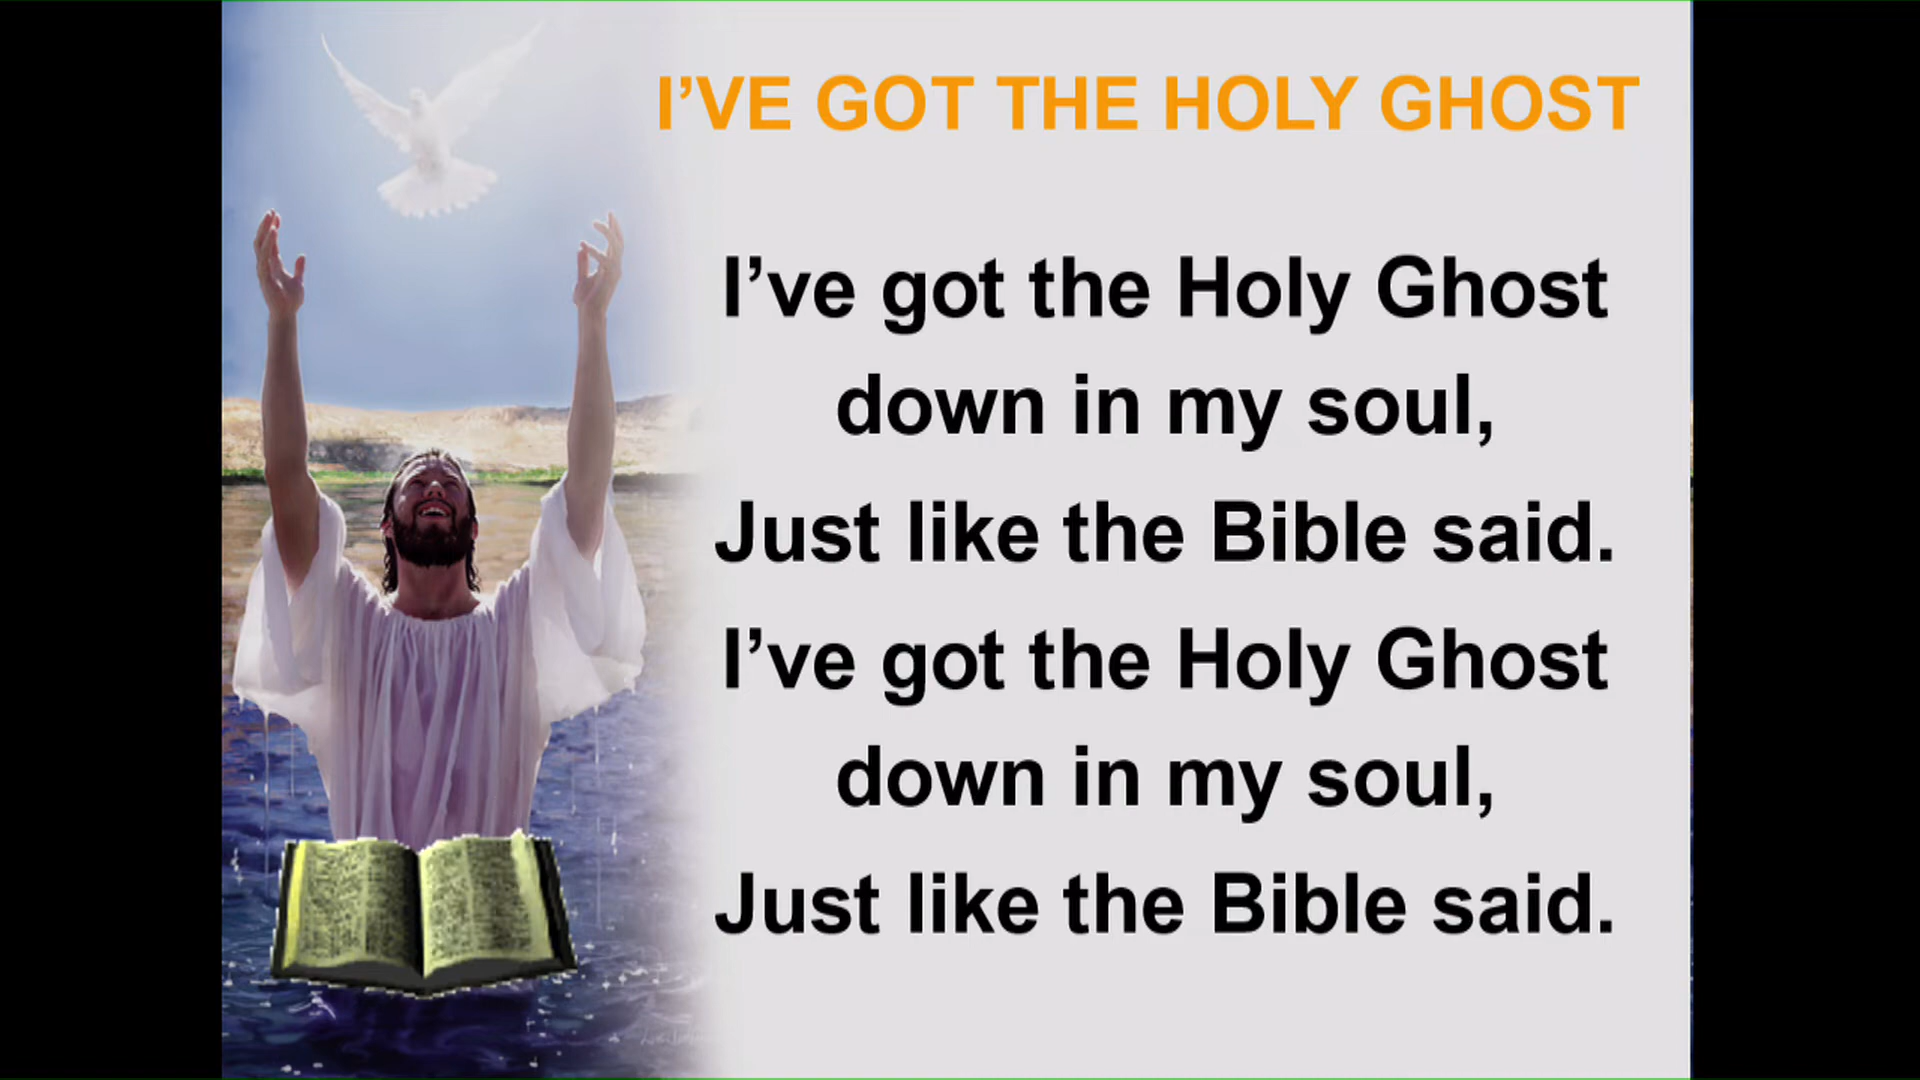 I’VE GOT THE HOLY GHOST
I’ve got the Holy Ghost
down in my soul,
Just like the Bible said.
I’ve got the Holy Ghost
down in my soul,
Just like the Bible said.